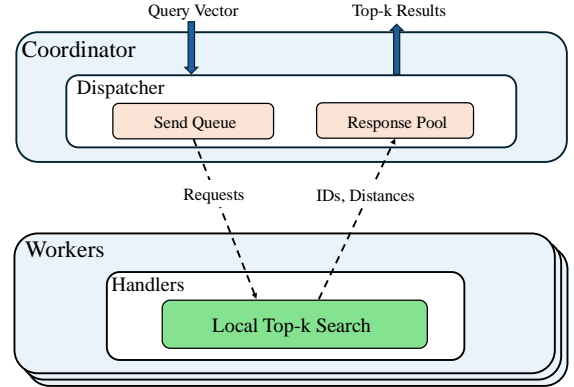 Query Vector
Top-k Results
Coordinator
Dispatcher
Send Queue
Response Pool
Requests
IDs, Distances
Workers
Handlers
Local Top-k Search